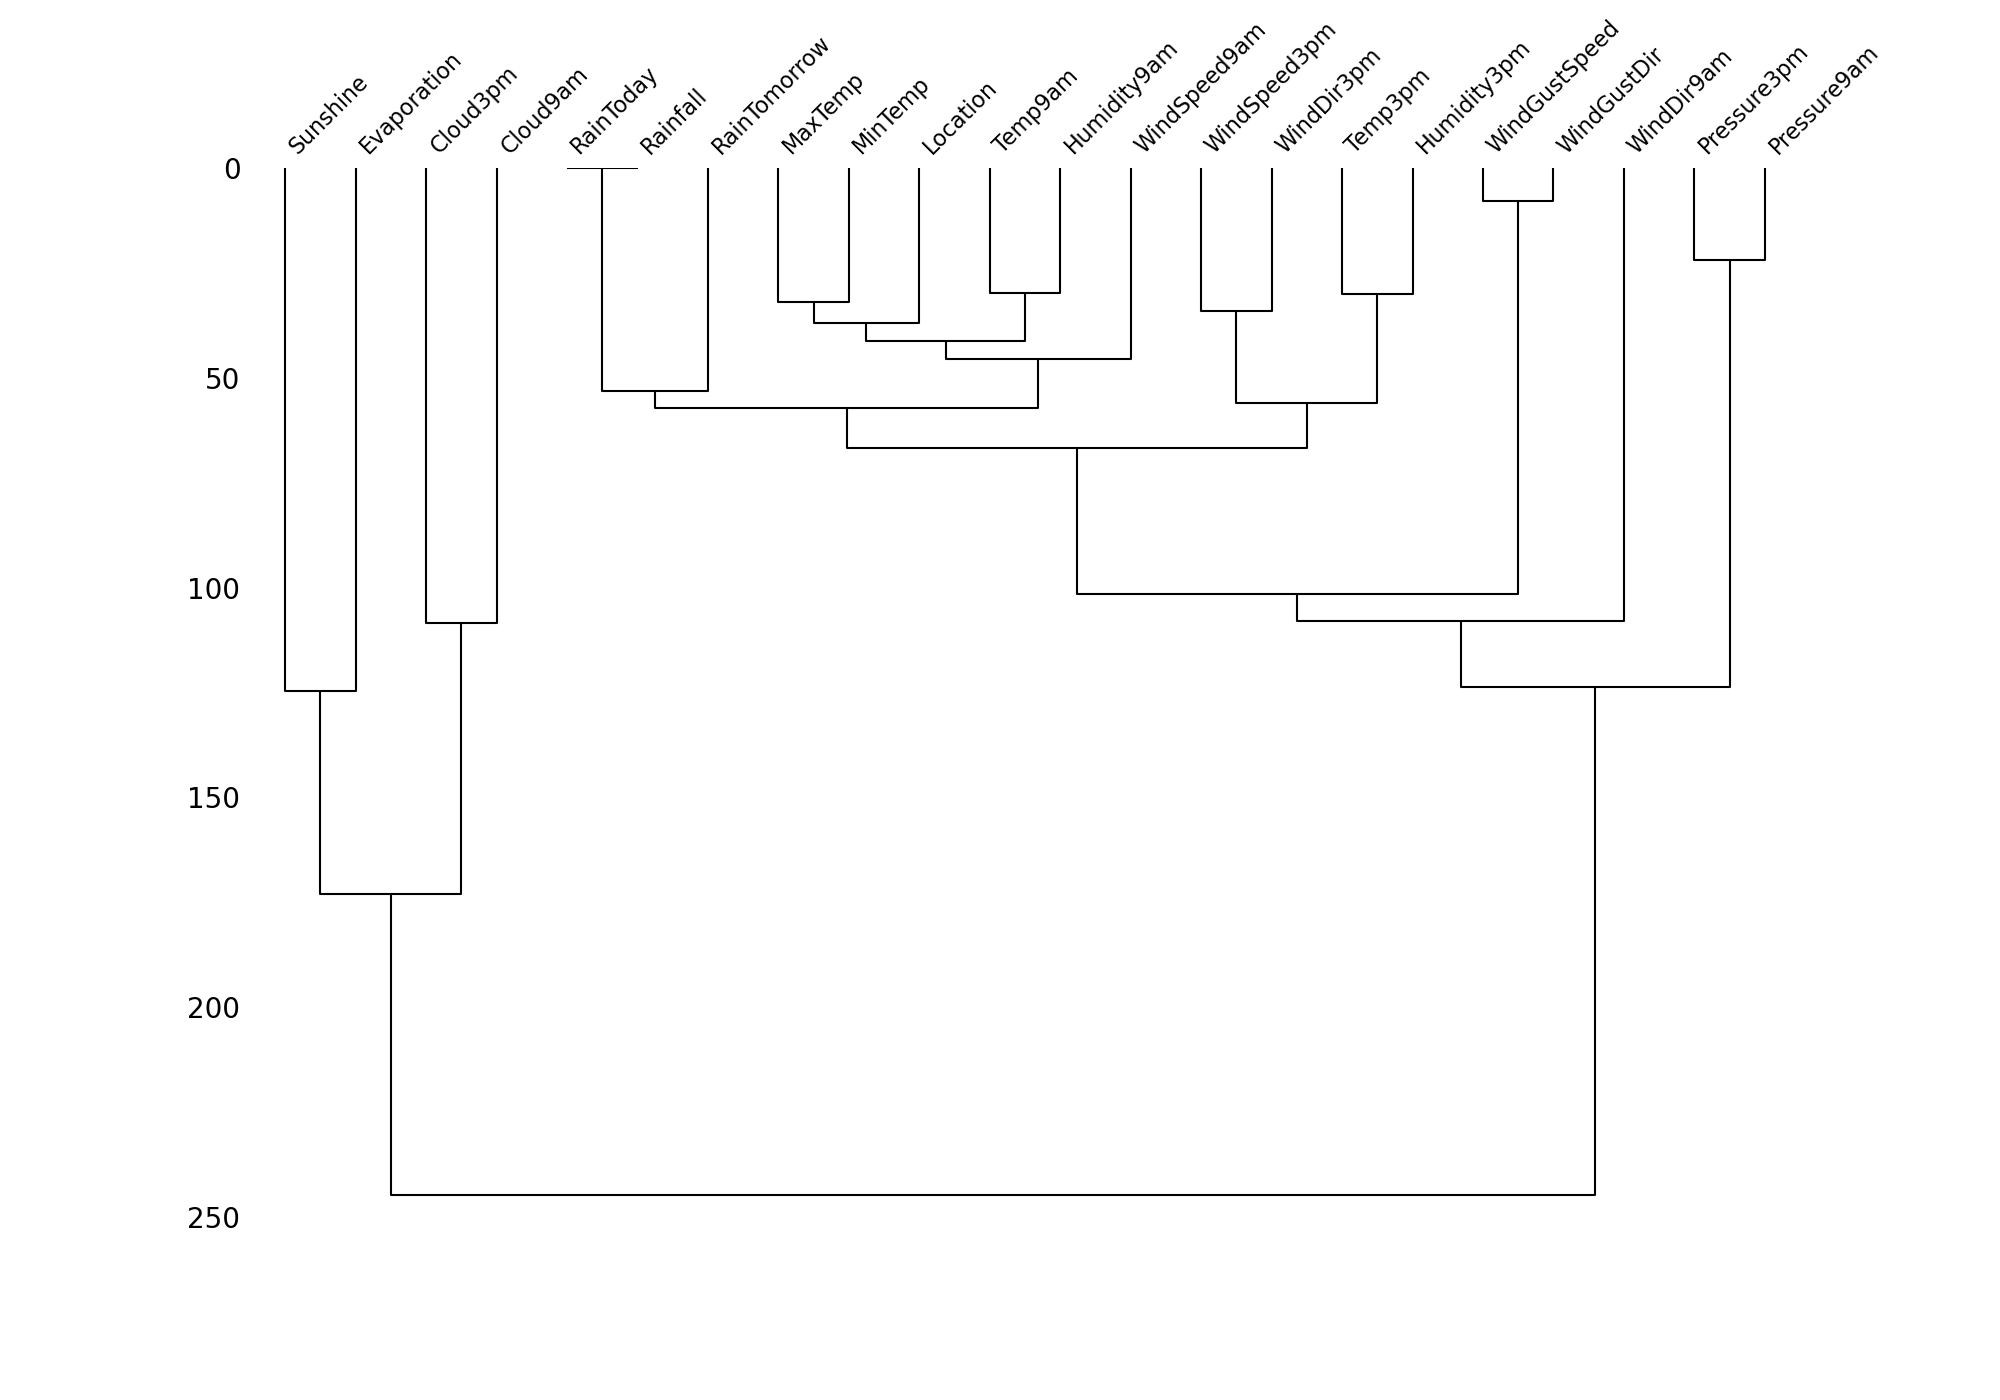 Sunshine
Evaporation
Cloud3pm
Cloud9am
RainToday
Rainfall
RainTomorrow
MaxTemp
MinTemp
Location
Temp9am
Humidity9am
WindSpeed9am
WindSpeed3pm
WindDir3pm
Temp3pm
Humidity3pm
WindGustSpeed
WindGustDir
WindDir9am
Pressure3pm
Pressure9am
0
50
100
150
200
250